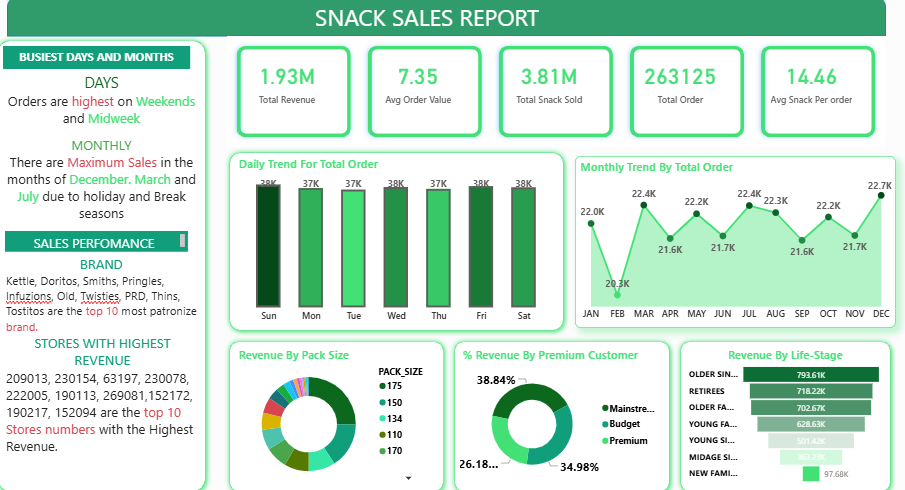 SNACK SALES REPORT
BUSIEST DAYS AND MONTHS
DAYS
Orders are highest on Weekends
and Midweek
MONTHLY
There are Maximum Sales in the
months of December. March and
July due to holiday and Break
seasons
SALES PERFOMANCE
BRAND
Kettle, Doritos, Smiths, Pringles,
Infuzions, Old, Twisties, PRD, Thins,
Tostitos are the top 10 most patronize
brand.
STORES WITH HIGHEST
REVENUE
209013, 230154, 63197, 230078,
222005, 190113, 269081,152172,
190217, 152094 are the top 10
Stores numbers with the Highest
Revenue.
1.93M
Total Revenue
7.35
Avg Order Value
3.81M
Total Snack Sold
263125
Total Order
14.46
Avg Snack Per order
Daily Trend For Total Order
38K 37K 37K 38K 37K 38K 38K
Sun Mon Tue Wed Thu Fri Sat
Monthly Trend By Total Order
22.0K 20.3K 22.4K 21.6K 22.2K 21.7K 22.4K 22.3K 21.6K 22.2K 21.7K 22.7K
JAN FEB MAR APR MAY JUN JUL AUG SEP OCT NOV DEC
Revenue By Pack Size
PACK_SIZE
175
150
134
110
170
% Revenue By Premium Customer
38.84%
26.18...
34.98%
Mainstre...
Budget
Premium
Revenue By Life-Stage
OLDER SIN... 793.61K
RETIREES 718.22K
OLDER FA... 702.67K
YOUNG FA... 628.63K
YOUNG SI... 501.42K
MIDAGE SI...
NEW FAMI... 97.68K